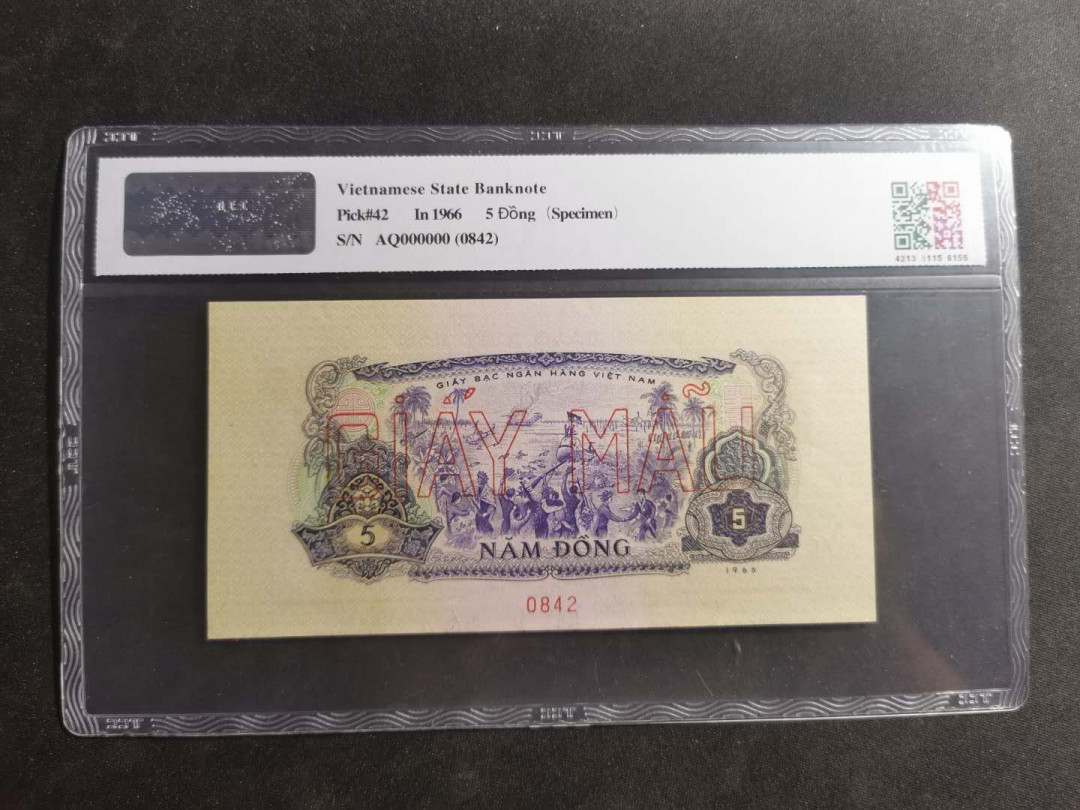 Vietnamese State Banknote
Pick#42 In 1966 5 Đồng (Specimen)
S/N AQ000000 (0842)
GIẤY BẠC NGÂN HÀNG VIỆT NAM
GIẤY MẪU
5
5
NĂM ĐỒNG
0842